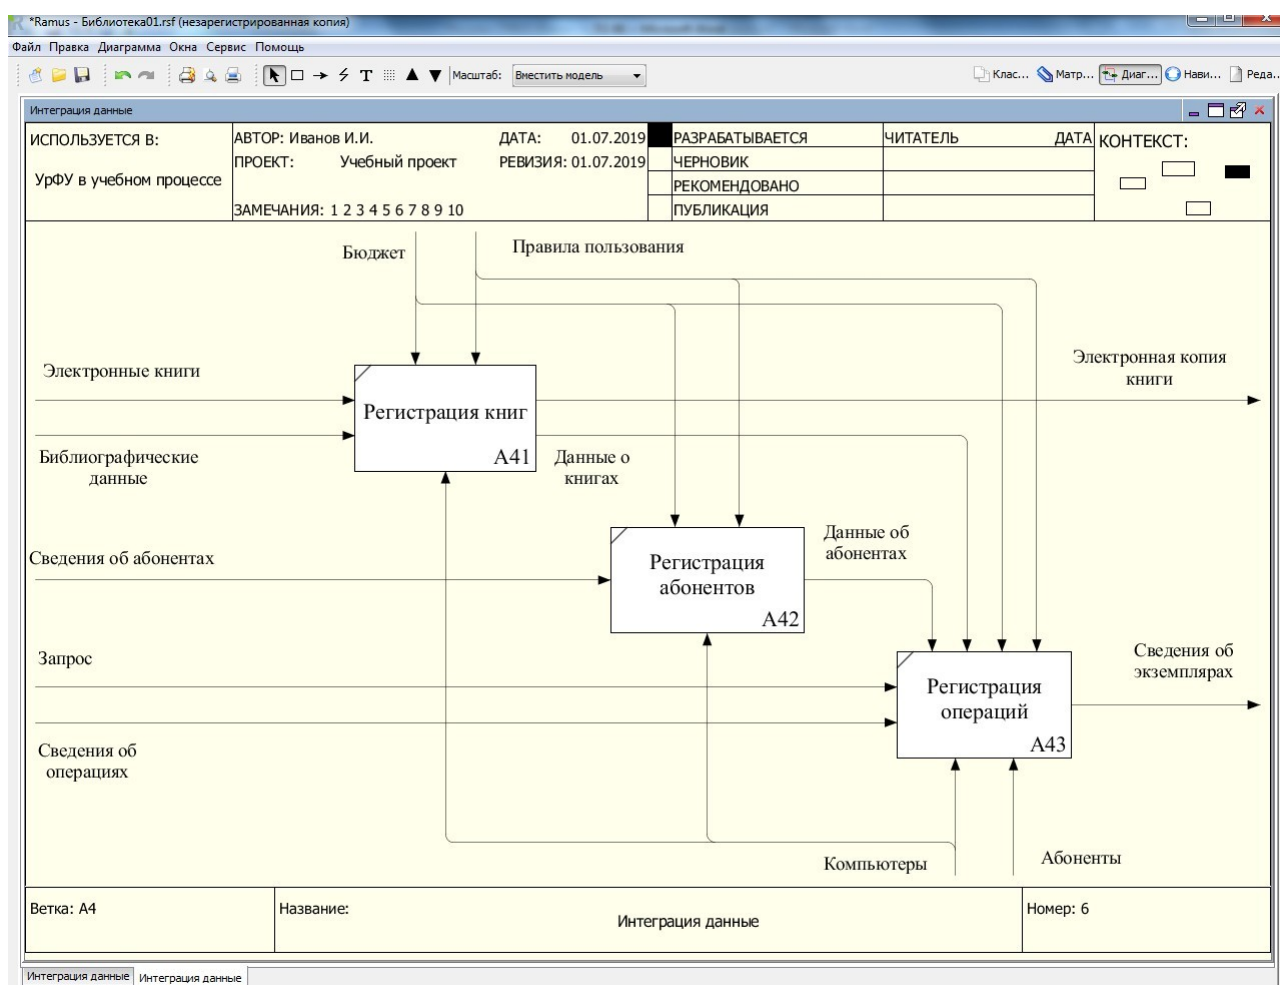 *Ramus - Библиотека01.rsf (незарегистрированная копия)
Файл Правка Диаграмма Окна Сервис Помощь
Масштаб: Вместить модель Клас... Матр... Диаг... Нави... Реда..
Интеграция данные
ИСПОЛЬЗУЕТСЯ В:
УрФУ в учебном процессе
АВТОР: Иванов И.И. ДАТА: 01.07.2019
ПРОЕКТ: Учебный проект РЕВИЗИЯ: 01.07.2019
ЗАМЕЧАНИЯ: 1 2 3 4 5 6 7 8 9 10
РАЗРАБАТЫВАЕТСЯ
ЧЕРНОВИК
РЕКОМЕНДОВАНО
ПУБЛИКАЦИЯ
ЧИТАТЕЛЬ ДАТА
КОНТЕКСТ:
Бюджет
Правила пользования
Электронные книги
Регистрация книг
A41
Электронная копия
книги
Библиографические
данные
Данные о
книгах
Сведения об абонентах
Регистрация
абонентов
A42
Данные об
абонентах
Запрос
Регистрация
операций
A43
Сведения об
экземплярах
Сведения об
операциях
Компьютеры
Абоненты
Ветка: A4
Название:
Интеграция данные
Номер: 6
Интеграция данные
Интеграция данные